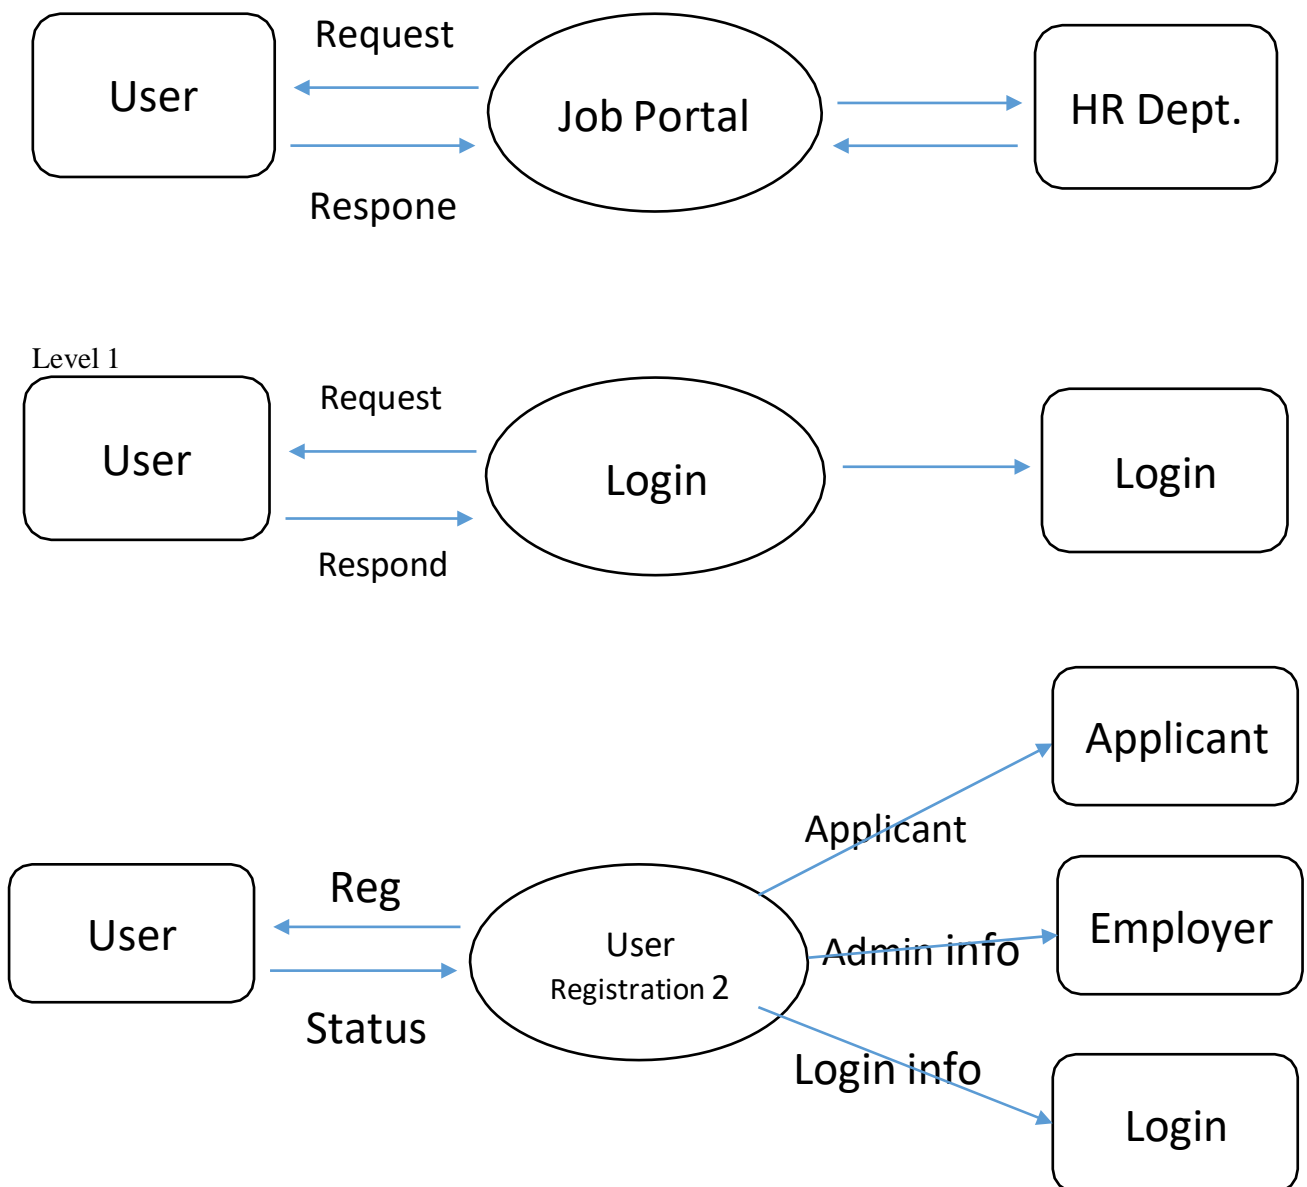 Request
User
Job Portal
HR Dept.
Respone
Level 1
Request
User
Login
Login
Respond
Applicant
Applicant
Reg
User
User
Registration 2
Admin info
Employer
Status
Login info
Login